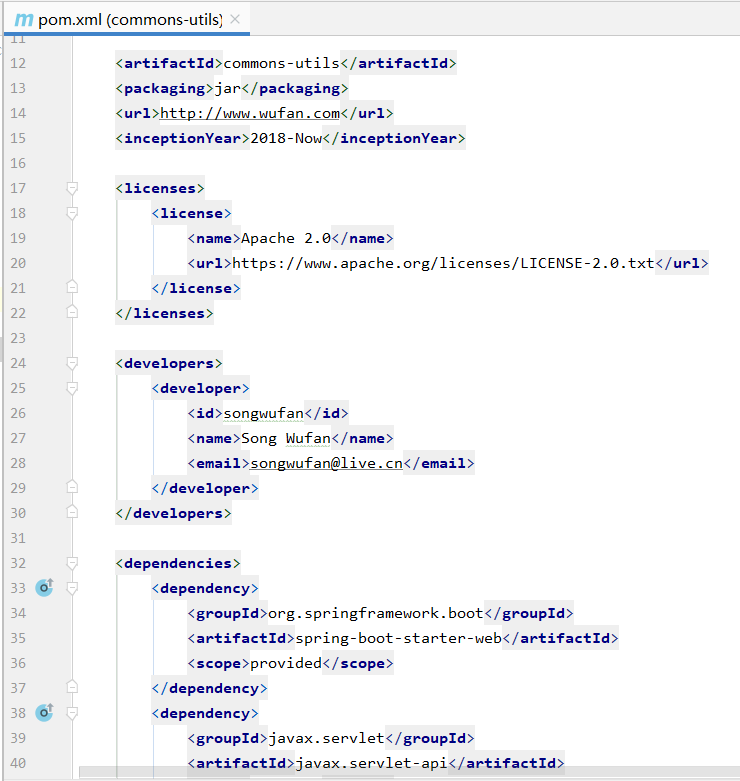 m pom.xml (commons-utils) ×
11
12 <artifactId>commons-utils</artifactId>
13 <packaging>jar</packaging>
14 <url>http://www.wufan.com</url>
15 <inceptionYear>2018-Now</inceptionYear>
16
17 <licenses>
18 <license>
19 <name>Apache 2.0</name>
20 <url>https://www.apache.org/licenses/LICENSE-2.0.txt</url>
21 </license>
22 </licenses>
23
24 <developers>
25 <developer>
26 <id>songwufan</id>
27 <name>Song Wufan</name>
28 <email>songwufan@live.cn</email>
29 </developer>
30 </developers>
31
32 <dependencies>
33 <dependency>
34 <groupId>org.springframework.boot</groupId>
35 <artifactId>spring-boot-starter-web</artifactId>
36 <scope>provided</scope>
37 </dependency>
38 <dependency>
39 <groupId>javax.servlet</groupId>
40 <artifactId>javax.servlet-api</artifactId>